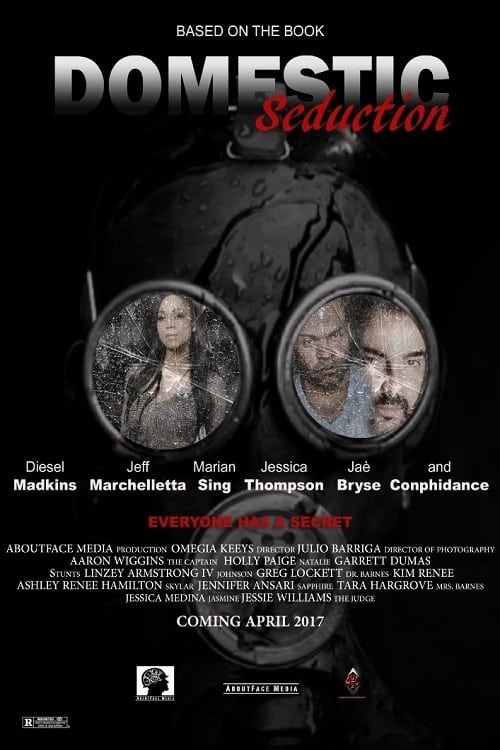 BASED ON THE BOOK
DOMESTIC
Seduction
Diesel Jeff Marian Jessica Jaè and
Madkins Marchelletta Sing Thompson Bryse Conphidance
EVERYONE HAS A SECRET
ABOUTFACE MEDIA PRODUCTION OMEGIA KEEYS DIRECTOR JULIO BARRIGA DIRECTOR OF PHOTOGRAPHY
AARON WIGGINS THE CAPTAIN HOLLY PAIGE NATALIE GARRETT DUMAS
STUNTS LINZEY ARMSTRONG IV JOHNSON GREG LOCKETT DR. BARNES KIM RENEE
ASHLEY RENEE HAMILTON SKYLAR JENNIFER ANSARI SAPPHIRE TARA HARGROVE MRS. BARNES
JESSICA MEDINA JASMINE JESSIE WILLIAMS THE JUDGE
COMING APRIL 2017
ABOUTFACE MEDIA
ABOUTFACE MEDIA
R